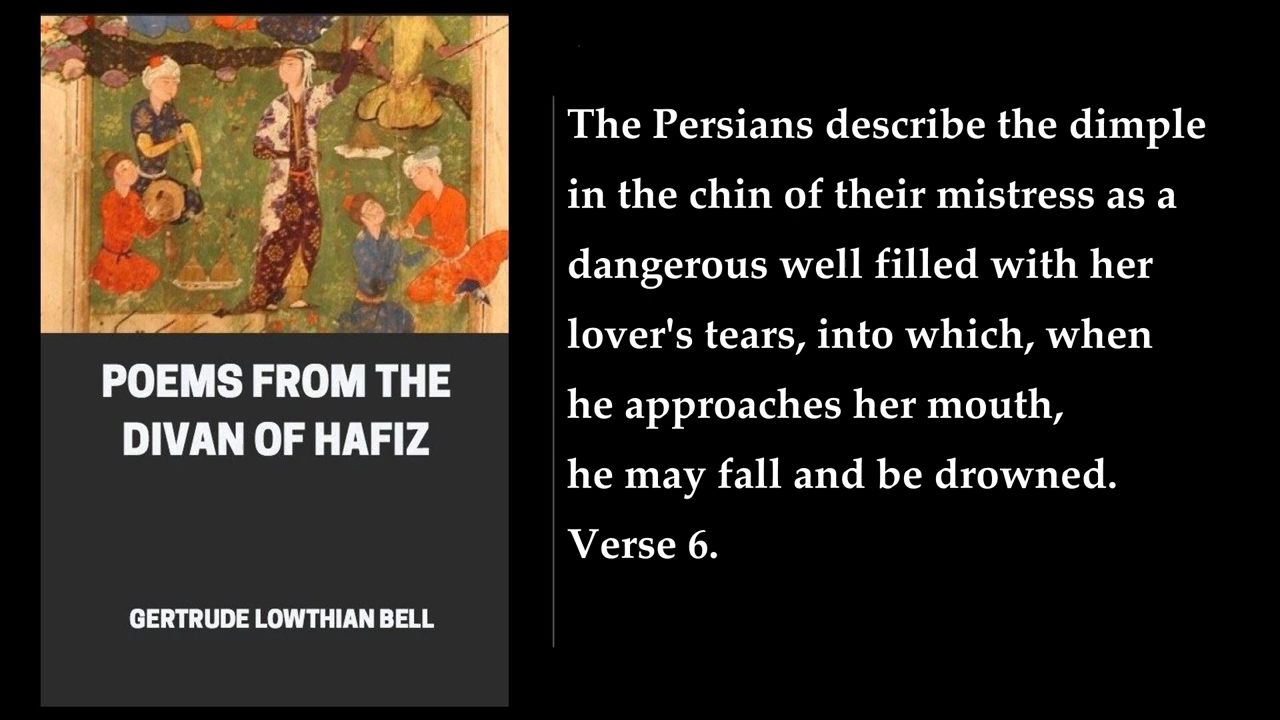 POEMS FROM THE
DIVAN OF HAFIZ
GERTRUDE LOWTHIAN BELL
The Persians describe the dimple
in the chin of their mistress as a
dangerous well filled with her
lover's tears, into which, when
he approaches her mouth,
he may fall and be drowned.
Verse 6.